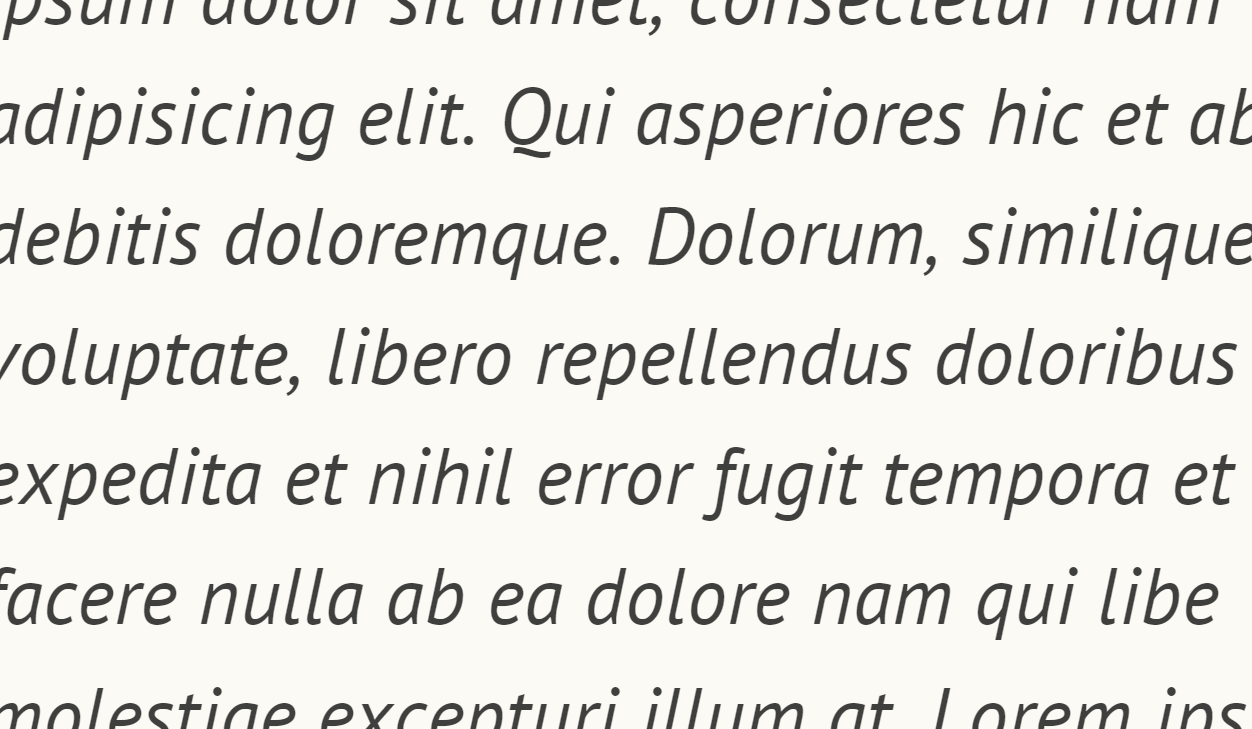 ipsum dolor sit amet, consectetur nam
adipisicing elit. Qui asperiores hic et ab
debitis doloremque. Dolorum, similique
voluptate, libero repellendus doloribus
expedita et nihil error fugit tempora et
facere nulla ab ea dolore nam qui libe
molestiae excepturi illum at. Lorem ips